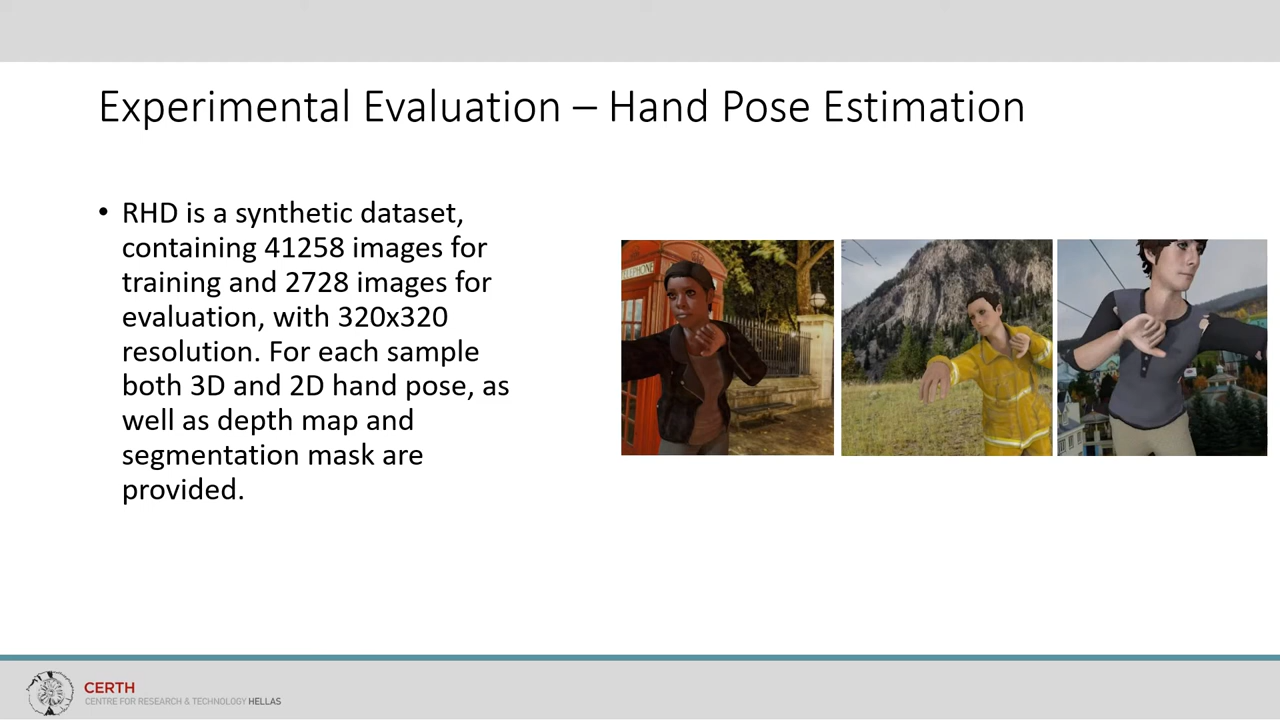 Experimental Evaluation – Hand Pose Estimation
• RHD is a synthetic dataset,
containing 41258 images for
training and 2728 images for
evaluation, with 320x320
resolution. For each sample
both 3D and 2D hand pose, as
well as depth map and
segmentation mask are
provided.
TELEPHONE
CERTH
CENTRE FOR RESEARCH & TECHNOLOGY HELLAS